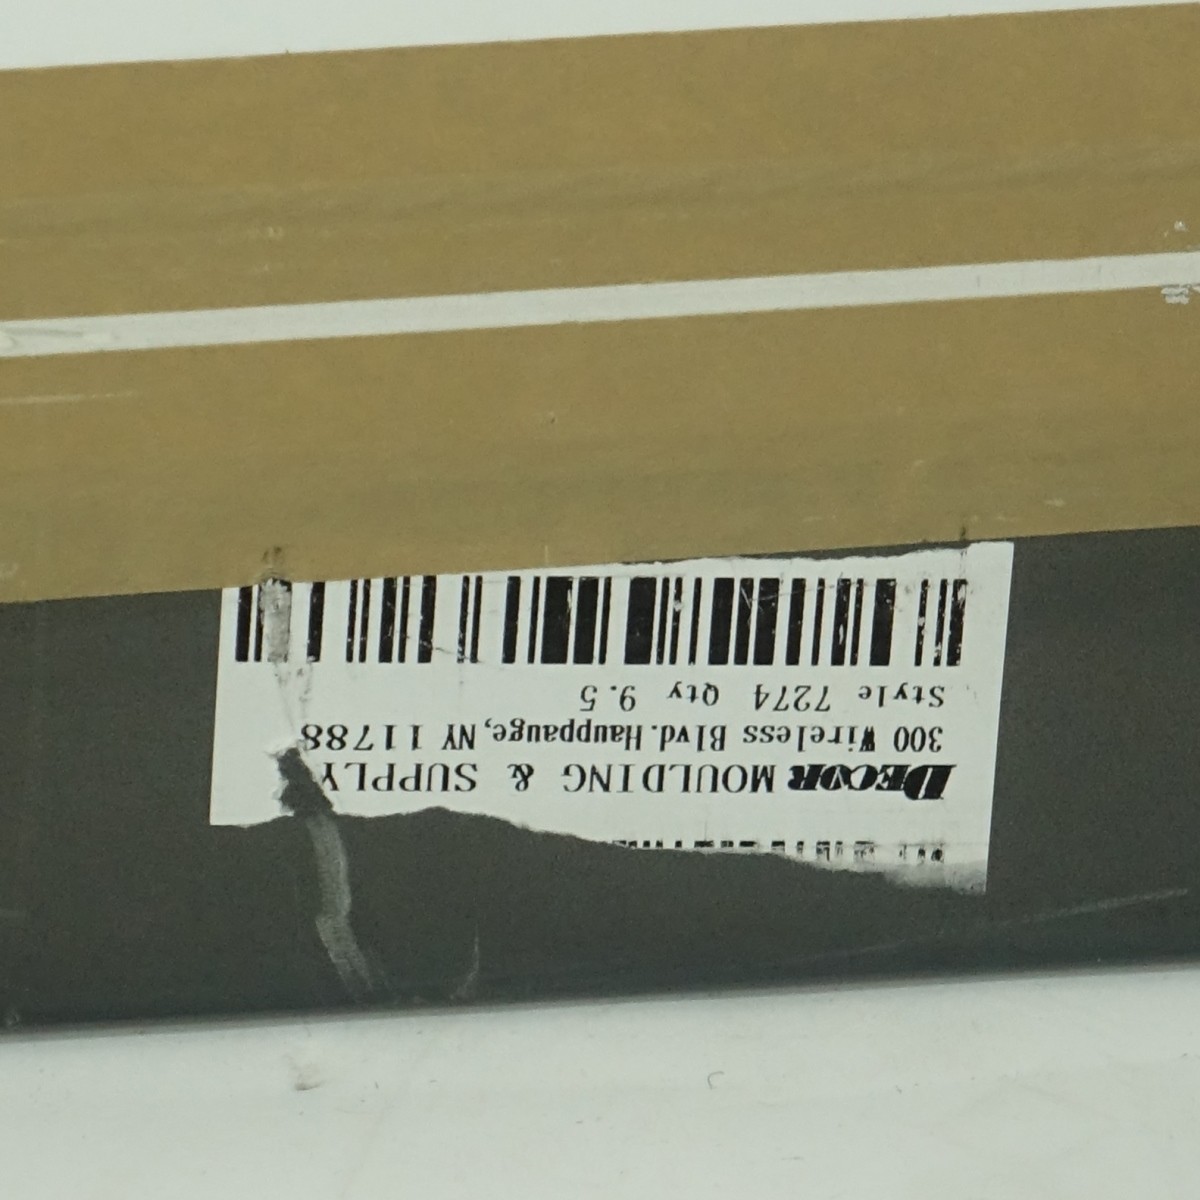 DECOR MOULDING & SUPPLY
300 Wireless Blvd.Hauppauge,NY 11788
Style 7274 Qty 9.5